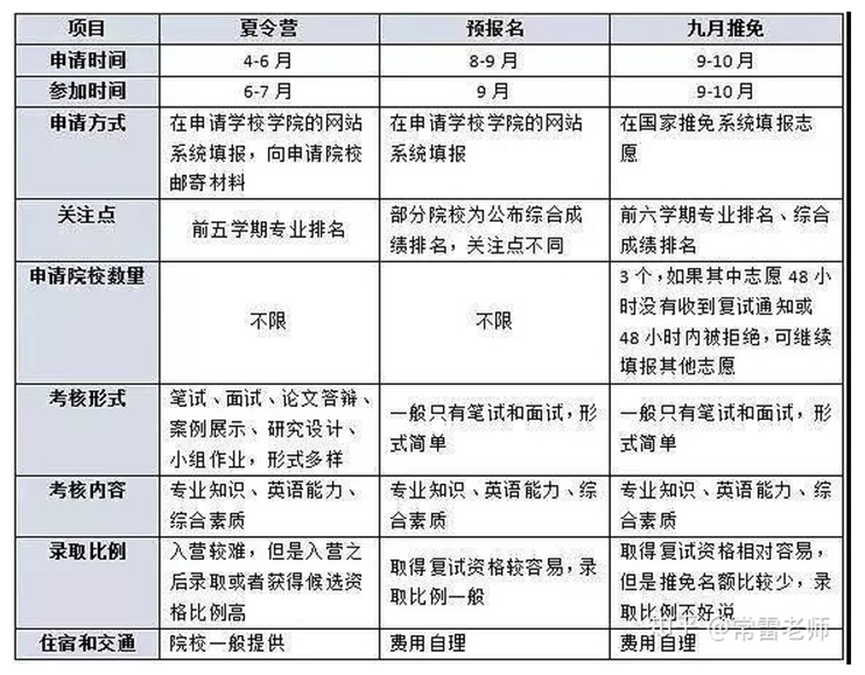 项目 夏令营 预报名 九月推免
申请时间 4-6 月 8-9 月 9-10 月
参加时间 6-7 月 9 月 9-10 月
申请方式
在申请学校学院的网站
系统填报，向申请院校
邮寄材料
在申请学校学院的网站
系统填报
在国家推免系统填报志
愿
关注点
前五学期专业排名
部分院校为公布综合成
绩排名，关注点不同
前六学期专业排名、综合
成绩排名
申请院校数量
不限
不限
3 个，如果其中志愿 48 小
时没有收到复试通知或
48 小时内被拒绝，可继续
填报其他志愿
考核形式
笔试、面试、论文答辩、
案例展示、研究设计、
小组作业，形式多样
一般只有笔试和面试，形
式简单
一般只有笔试和面试，形
式简单
考核内容
专业知识、英语能力、
综合素质
专业知识、英语能力、综
合素质
专业知识、英语能力、综
合素质
录取比例
入营较难，但是入营之
后录取或者获得候选资
格比例高
取得复试资格较容易，录
取比例一般
取得复试资格相对容易，
但是推免名额比较少，录
取比例不好说
住宿和交通 院校一般提供 费用自理 费用自理
知乎 @常雷老师